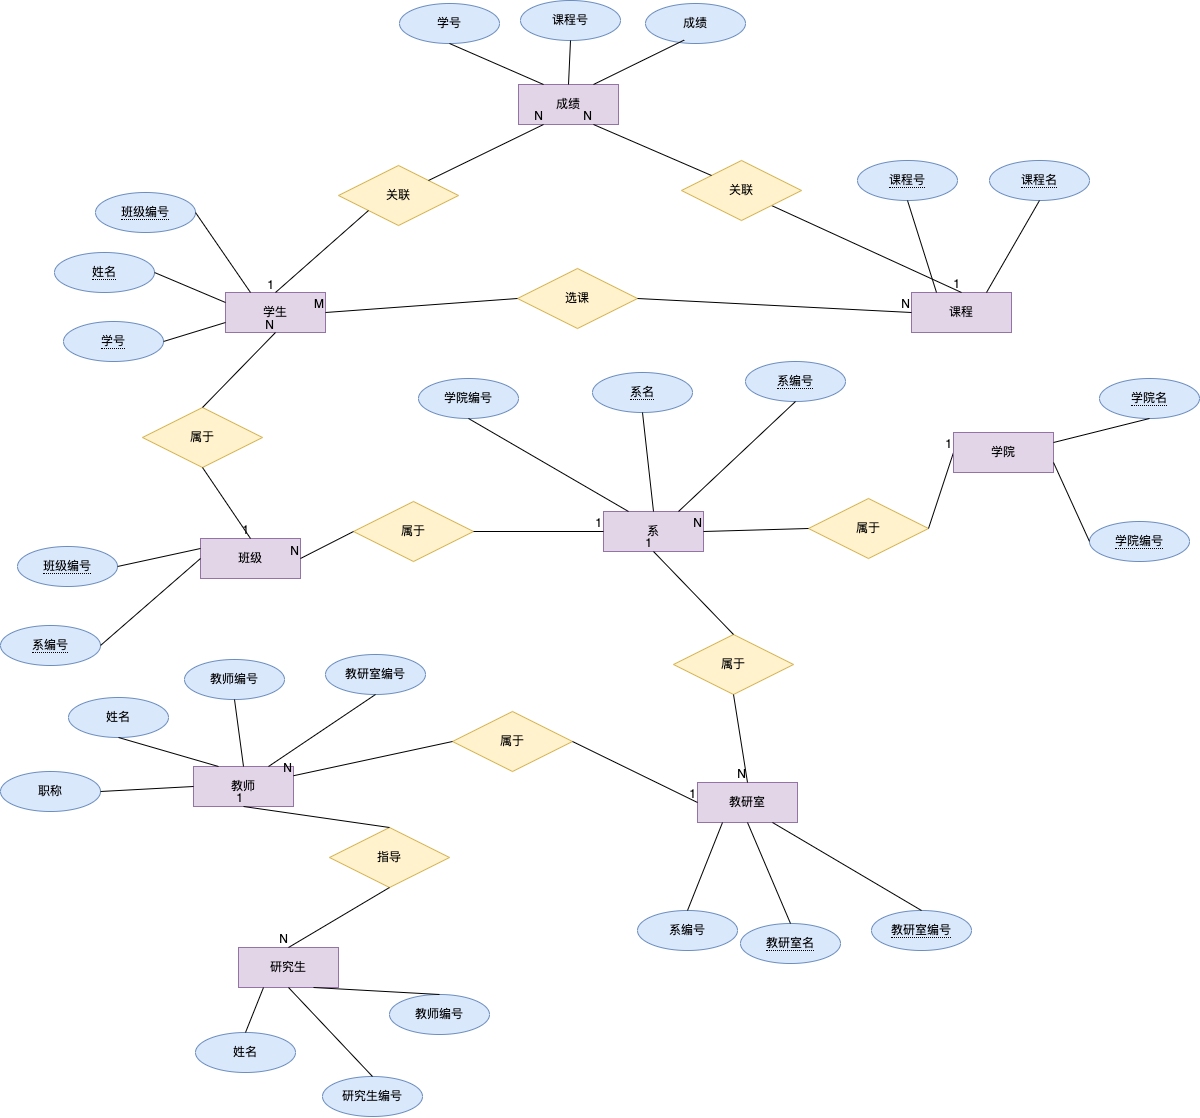 学号
课程号
成绩
成绩
N
N
关联
关联
课程号
课程名
班级编号
姓名
学号
1
学生
M
N
选课
N
1
课程
属于
学院编号
系名
系编号
学院名
1
学院
学院编号
1
班级
N
属于
1
系
N
1
属于
班级编号
系编号
属于
教师编号
教研室编号
姓名
职称
教师
N
1
属于
N
1
教研室
指导
系编号
教研室名
教研室编号
N
研究生
教师编号
姓名
研究生编号